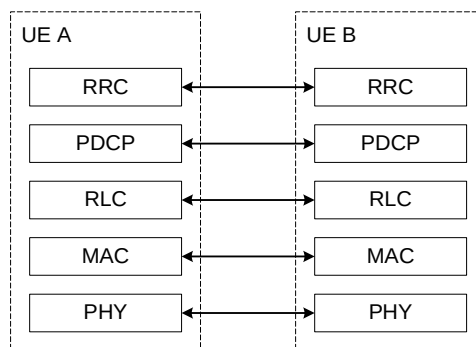 UE A UE B
RRC RRC
PDCP PDCP
RLC RLC
MAC MAC
PHY PHY